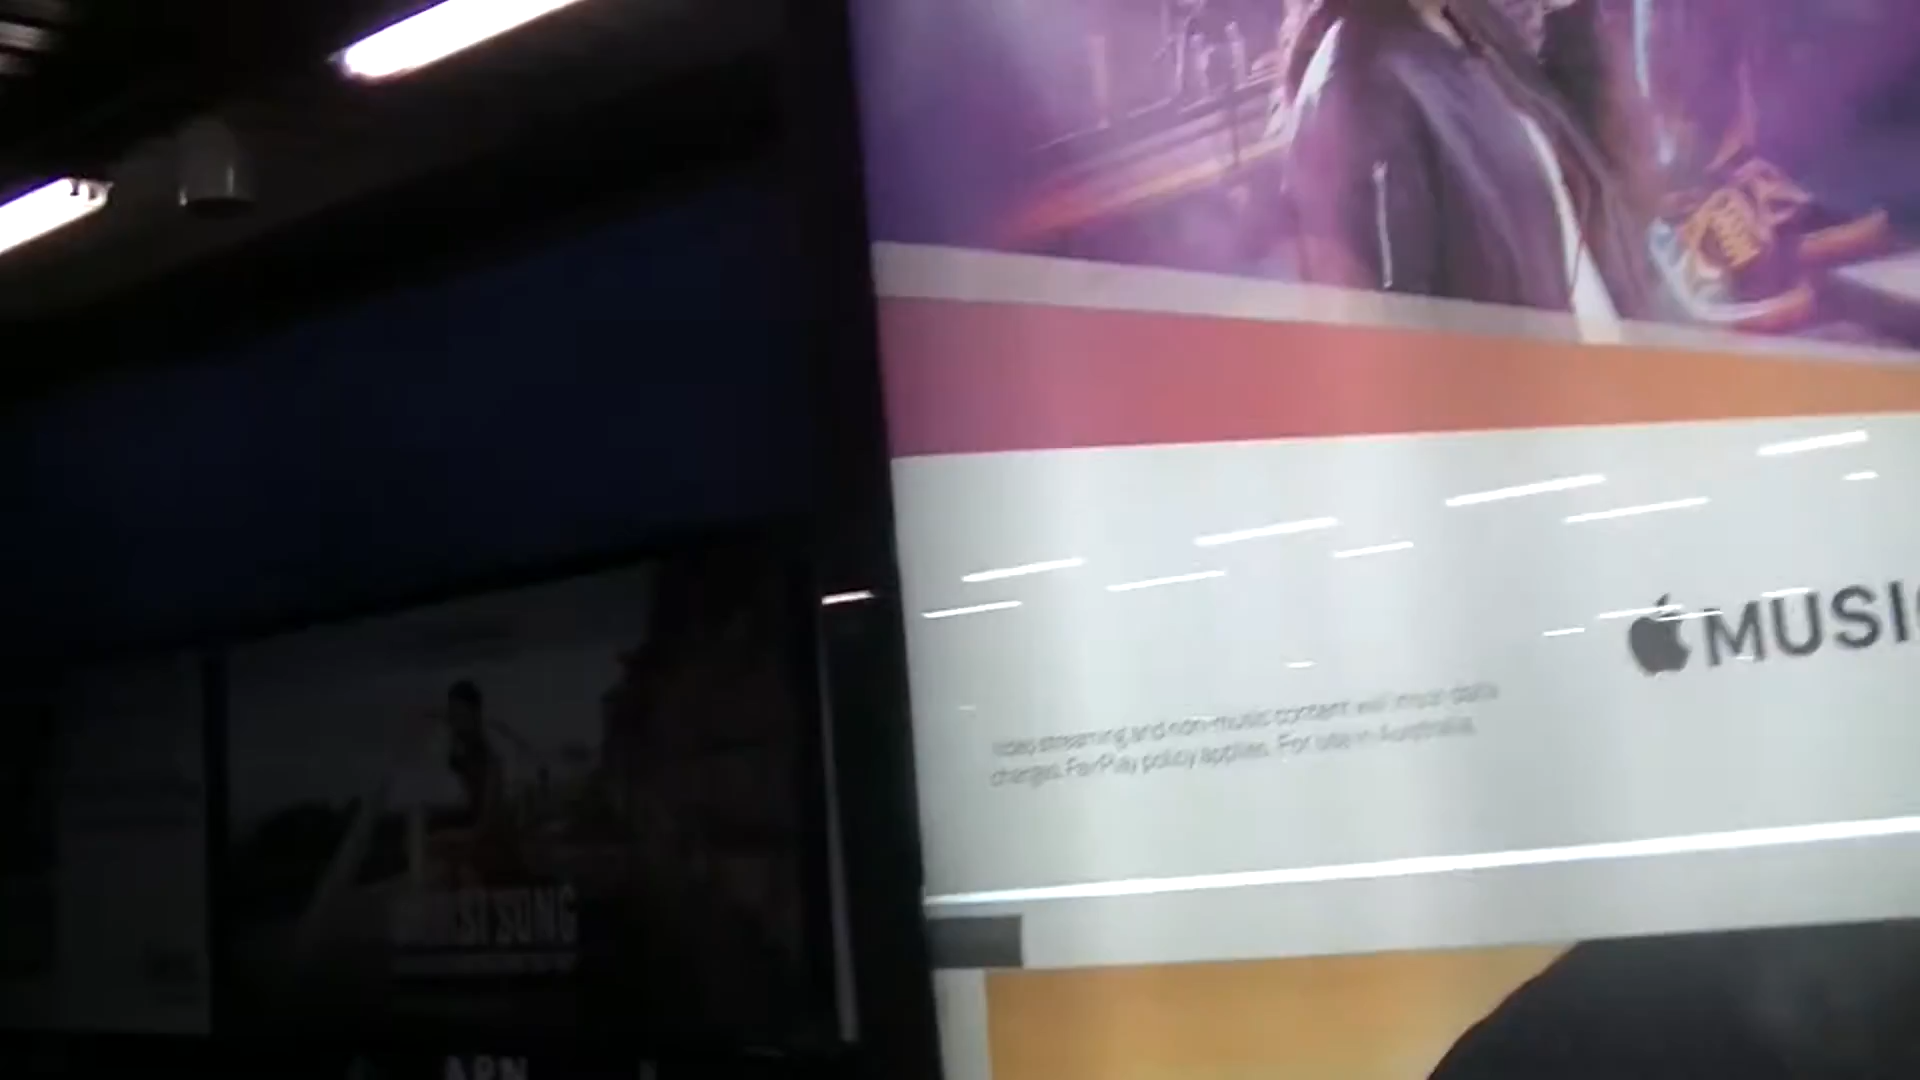 MUSIC
video streaming and non-music content will incur data
charges. FairPlay policy applies. For use in Australia.
SONG
APN